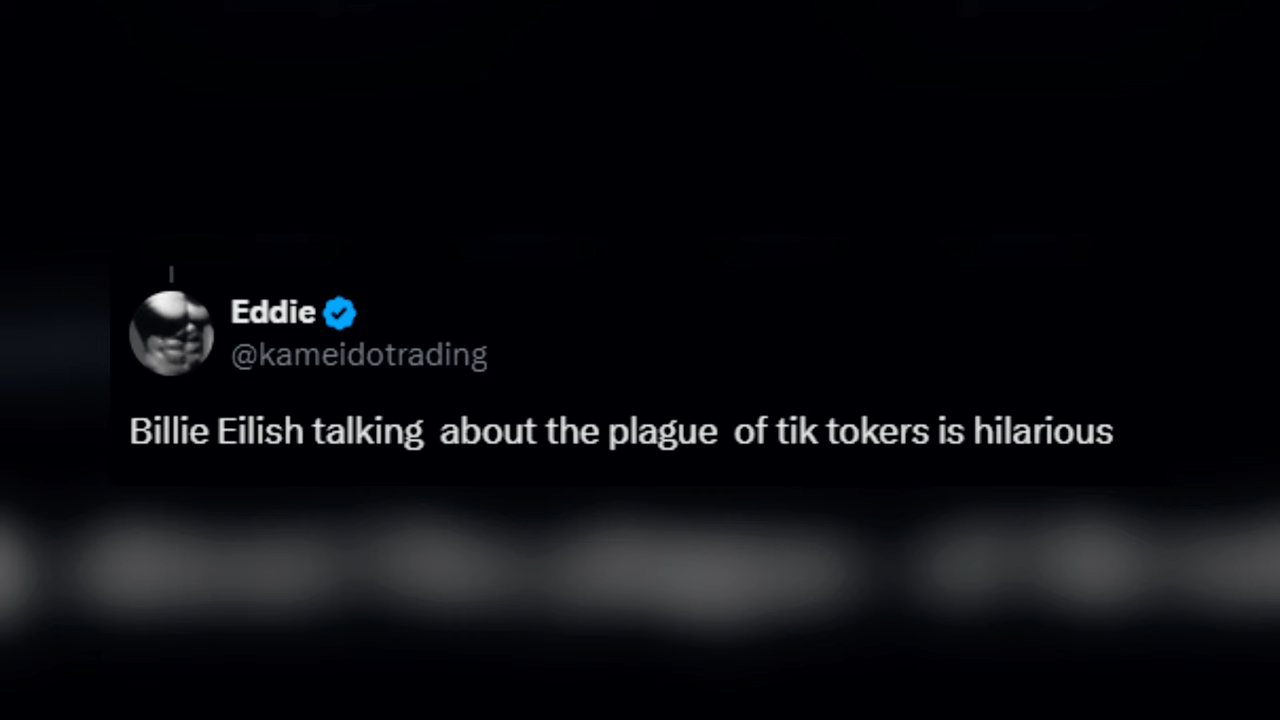 Eddie
@kameidotrading
Billie Eilish talking  about the plague  of tik tokers is hilarious